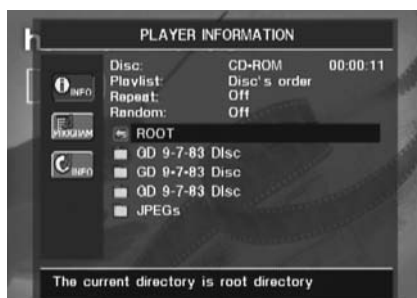 h
PLAYER INFORMATION
Disc: CD-ROM 00:00:11
Playlist: Disc's order
Repeat: Off
Random: Off
INFO
PROGRAM
INFO
ROOT
GD 9-7-83 Disc
GD 9-7-83 Disc
GD 9-7-83 Disc
JPEGs
The current directory is root directory